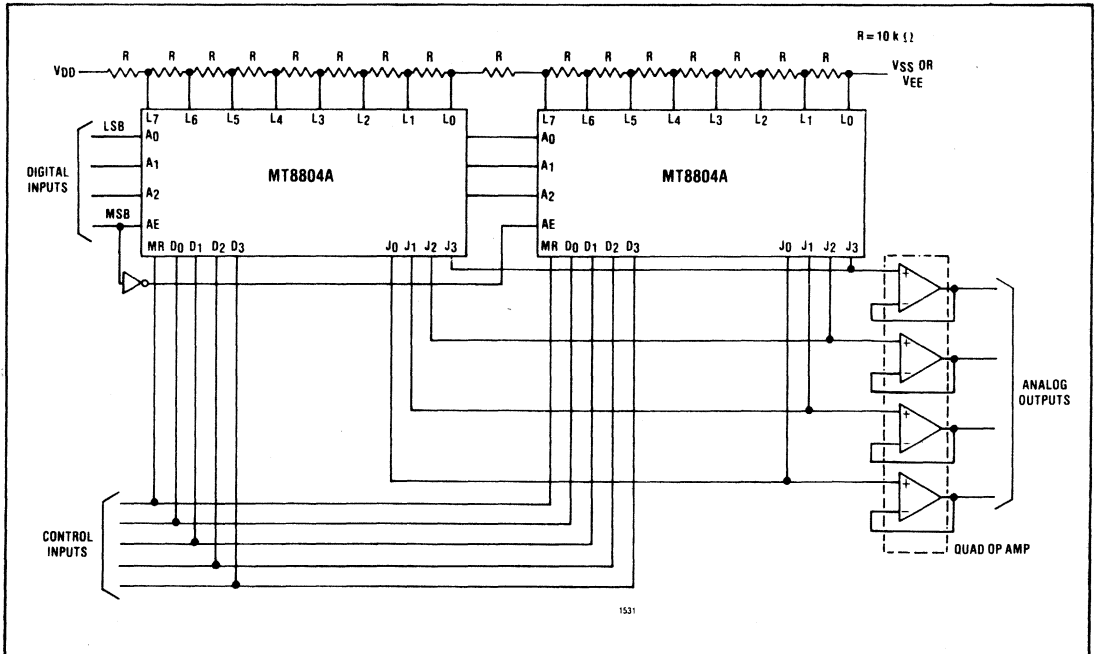 R = 10 k Ω
R R R R R R R R R R R R R R R R
VDD
VSS OR
VEE
L7 L6 L5 L4 L3 L2 L1 L0
L7 L6 L5 L4 L3 L2 L1 L0
DIGITAL
INPUTS
LSB
MSB
A0
A1
A2
AE
MT8804A
MR D0 D1 D2 D3
J0 J1 J2 J3
A0
A1
A2
AE
MT8804A
MR D0 D1 D2 D3
J0 J1 J2 J3
+
−
+
−
+
−
+
−
ANALOG
OUTPUTS
QUAD OP AMP
CONTROL
INPUTS
1531